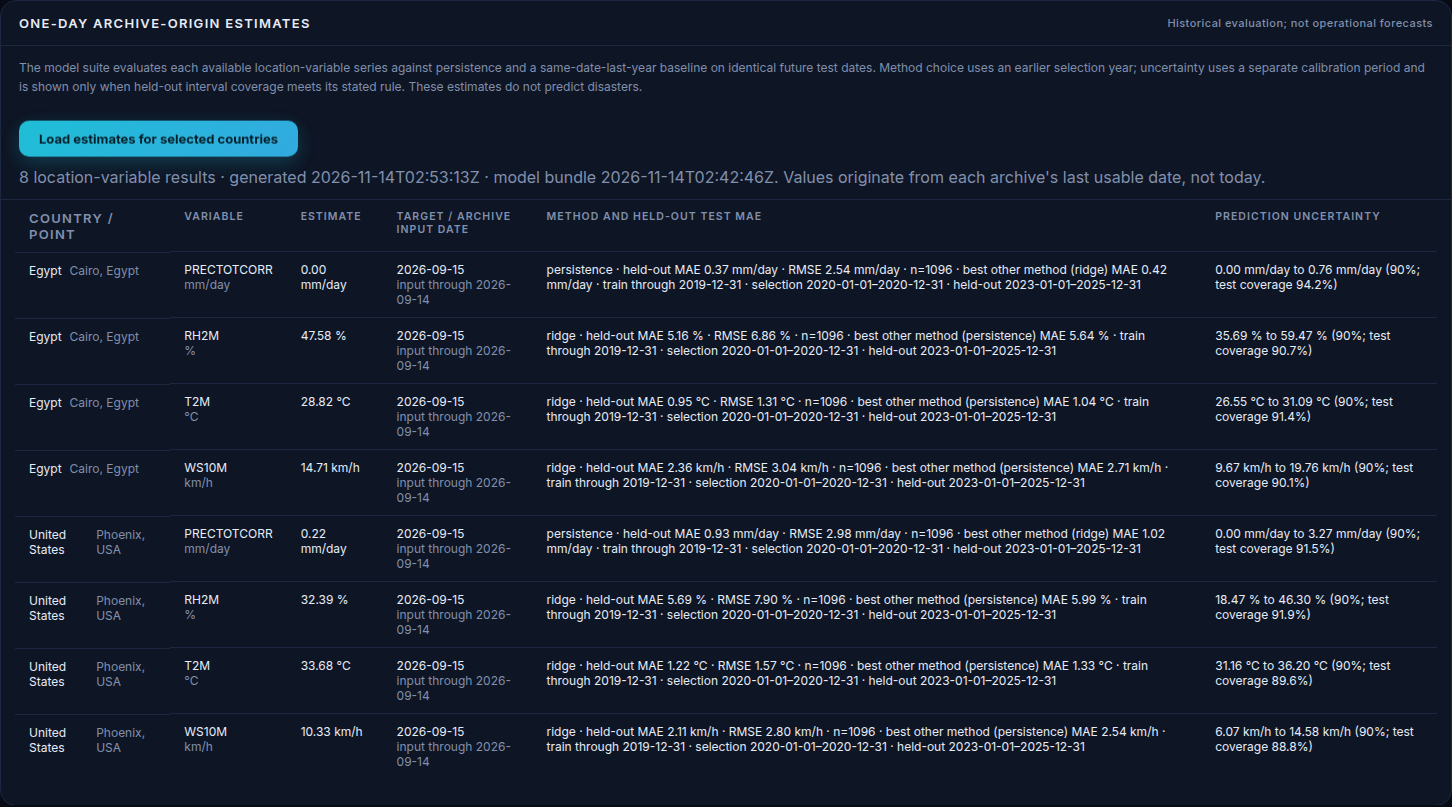 ONE-DAY ARCHIVE-ORIGIN ESTIMATES
Historical evaluation; not operational forecasts
The model suite evaluates each available location-variable series against persistence and a same-date-last-year baseline on identical future test dates. Method choice uses an earlier selection year; uncertainty uses a separate calibration period and
is shown only when held-out interval coverage meets its stated rule. These estimates do not predict disasters.
Load estimates for selected countries
8 location-variable results · generated 2026-11-14T02:53:13Z · model bundle 2026-11-14T02:42:46Z. Values originate from each archive's last usable date, not today.
COUNTRY /
POINT
VARIABLE
ESTIMATE
TARGET / ARCHIVE
INPUT DATE
METHOD AND HELD-OUT TEST MAE
PREDICTION UNCERTAINTY
Egypt Cairo, Egypt
PRECTOTCORR
mm/day
0.00
mm/day
2026-09-15
input through 2026-
09-14
persistence · held-out MAE 0.37 mm/day · RMSE 2.54 mm/day · n=1096 · best other method (ridge) MAE 0.42
mm/day · train through 2019-12-31 · selection 2020-01-01–2020-12-31 · held-out 2023-01-01–2025-12-31
0.00 mm/day to 0.76 mm/day (90%;
test coverage 94.2%)
Egypt Cairo, Egypt
RH2M
%
47.58 %
2026-09-15
input through 2026-
09-14
ridge · held-out MAE 5.16 % · RMSE 6.86 % · n=1096 · best other method (persistence) MAE 5.64 % · train
through 2019-12-31 · selection 2020-01-01–2020-12-31 · held-out 2023-01-01–2025-12-31
35.69 % to 59.47 % (90%; test
coverage 90.7%)
Egypt Cairo, Egypt
T2M
°C
28.82 °C
2026-09-15
input through 2026-
09-14
ridge · held-out MAE 0.95 °C · RMSE 1.31 °C · n=1096 · best other method (persistence) MAE 1.04 °C · train
through 2019-12-31 · selection 2020-01-01–2020-12-31 · held-out 2023-01-01–2025-12-31
26.55 °C to 31.09 °C (90%; test
coverage 91.4%)
Egypt Cairo, Egypt
WS10M
km/h
14.71 km/h
2026-09-15
input through 2026-
09-14
ridge · held-out MAE 2.36 km/h · RMSE 3.04 km/h · n=1096 · best other method (persistence) MAE 2.71 km/h ·
train through 2019-12-31 · selection 2020-01-01–2020-12-31 · held-out 2023-01-01–2025-12-31
9.67 km/h to 19.76 km/h (90%; test
coverage 90.1%)
United
States
Phoenix,
USA
PRECTOTCORR
mm/day
0.22
mm/day
2026-09-15
input through 2026-
09-14
persistence · held-out MAE 0.93 mm/day · RMSE 2.98 mm/day · n=1096 · best other method (ridge) MAE 1.02
mm/day · train through 2019-12-31 · selection 2020-01-01–2020-12-31 · held-out 2023-01-01–2025-12-31
0.00 mm/day to 3.27 mm/day (90%;
test coverage 91.5%)
United
States
Phoenix,
USA
RH2M
%
32.39 %
2026-09-15
input through 2026-
09-14
ridge · held-out MAE 5.69 % · RMSE 7.90 % · n=1096 · best other method (persistence) MAE 5.99 % · train
through 2019-12-31 · selection 2020-01-01–2020-12-31 · held-out 2023-01-01–2025-12-31
18.47 % to 46.30 % (90%; test
coverage 91.9%)
United
States
Phoenix,
USA
T2M
°C
33.68 °C
2026-09-15
input through 2026-
09-14
ridge · held-out MAE 1.22 °C · RMSE 1.57 °C · n=1096 · best other method (persistence) MAE 1.33 °C · train
through 2019-12-31 · selection 2020-01-01–2020-12-31 · held-out 2023-01-01–2025-12-31
31.16 °C to 36.20 °C (90%; test
coverage 89.6%)
United
States
Phoenix,
USA
WS10M
km/h
10.33 km/h
2026-09-15
input through 2026-
09-14
ridge · held-out MAE 2.11 km/h · RMSE 2.80 km/h · n=1096 · best other method (persistence) MAE 2.54 km/h ·
train through 2019-12-31 · selection 2020-01-01–2020-12-31 · held-out 2023-01-01–2025-12-31
6.07 km/h to 14.58 km/h (90%; test
coverage 88.8%)